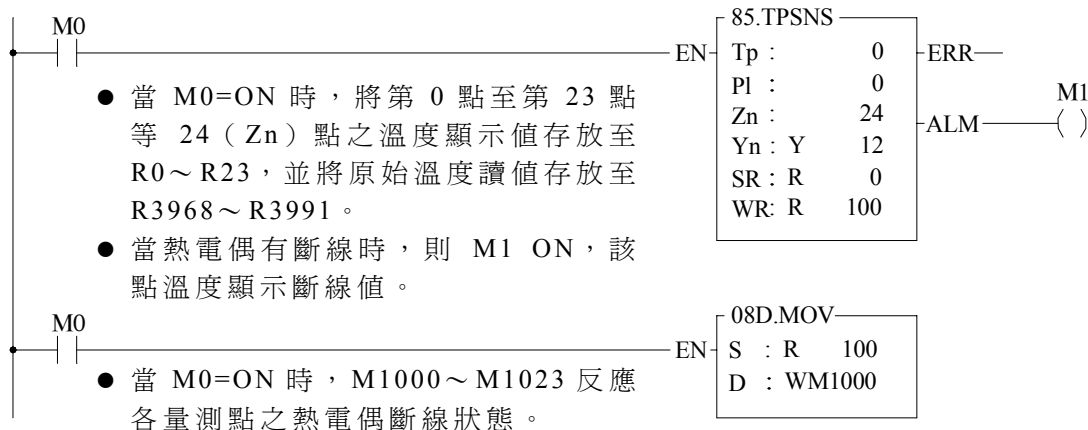 M0
EN
85.TPSNS
Tp : 0
Pl : 0
Zn : 24
Yn : Y 12
SR : R 0
WR: R 100
ERR
ALM
M1
● 當 M0=ON 時，將第 0 點至第 23 點
等 24（Zn）點之溫度顯示值存放至
R0～R23，並將原始溫度讀值存放至
R3968～R3991。
● 當熱電偶有斷線時，則 M1 ON，該
點溫度顯示斷線值。
M0
EN
08D.MOV
S : R 100
D : WM1000
● 當 M0=ON 時，M1000～M1023 反應
各量測點之熱電偶斷線狀態。